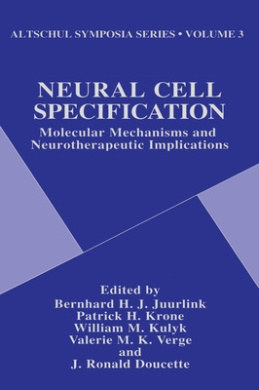 ALTSCHUL SYMPOSIA SERIES • VOLUME 3
NEURAL CELL
SPECIFICATION
Molecular Mechanisms and
Neurotherapeutic Implications
Edited by
Bernhard H. J. Juurlink
Patrick H. Krone
William M. Kulyk
Valerie M. K. Verge
and
J. Ronald Doucette